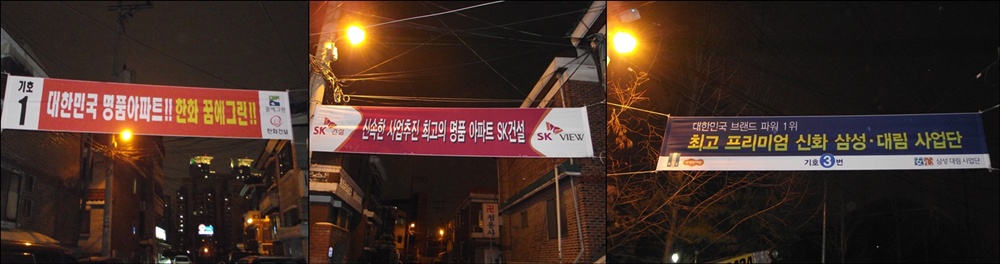 기호
1
대한민국 명품아파트!! 한화 꿈에그린!!
꿈에그린
한화건설
SK건설
신속한 사업추진 최고의 명품 아파트 SK건설
SK VIEW
대한민국 브랜드 파워 1위
최고 프리미엄 신화 삼성·대림 사업단
기호 3번
삼성 대림 사업단